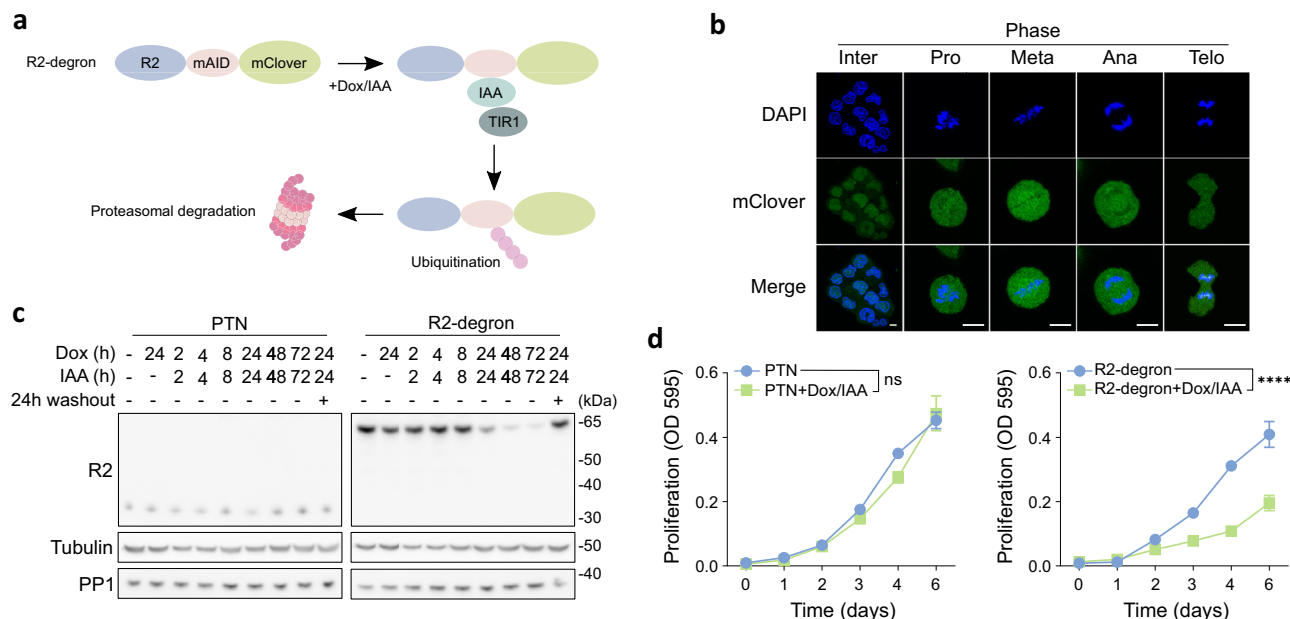 a
R2-degron
R2
mAID
mClover
+Dox/IAA
IAA
TIR1
Proteasomal degradation
Ubiquitination
b
Phase
Inter Pro Meta Ana Telo
DAPI
mClover
Merge
c
PTN R2-degron
Dox (h) - 24 2 4 8 24 48 72 24 - 24 2 4 8 24 48 72 24
IAA (h) - - 2 4 8 24 48 72 24 - - 2 4 8 24 48 72 24
24h washout - - - - - - - - + - - - - - - - - + (kDa)
R2
-65
-50
-40
-30
Tubulin
-50
PP1
-40
d
PTN
PTN+Dox/IAA
ns
Proliferation (OD 595)
0.6
0.4
0.2
0.0
0 1 2 3 4 6
Time (days)
R2-degron
R2-degron+Dox/IAA
****
Proliferation (OD 595)
0.6
0.4
0.2
0.0
0 1 2 3 4 6
Time (days)